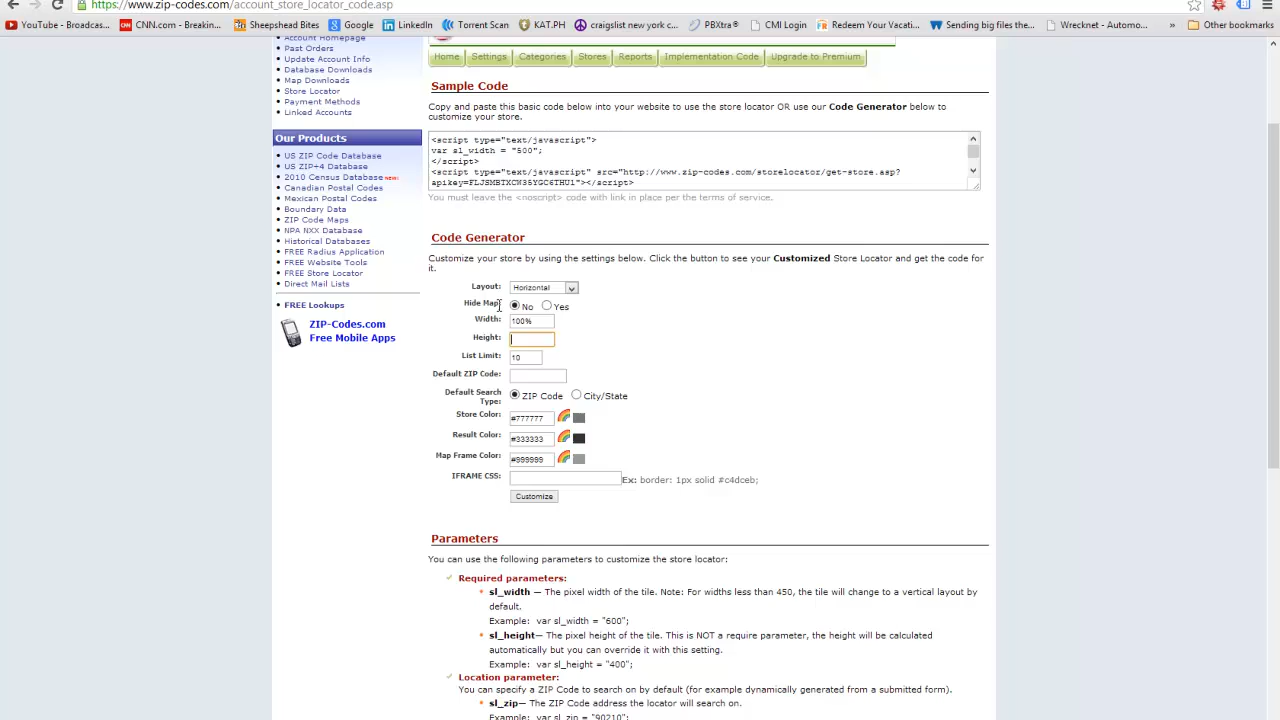 https://www.zip-codes.com/account_store_locator_code.asp
YouTube - Broadcas...
CNN.com - Breakin...
Sheepshead Bites
Google
LinkedIn
Torrent Scan
KAT.PH
craigslist new york c...
PBXtra®
CMI Login
Redeem Your Vacati...
Sending big files the...
WeckNet - Automo...
Other bookmarks
Account Homepage
Past Orders
Update Account Info
Database Downloads
Map Downloads
Store Locator
Payment Methods
Linked Accounts
Our Products
US ZIP Code Database
US ZIP+4 Database
2010 Census Database NEW!
Canadian Postal Codes
Mexican Postal Codes
Boundary Data
ZIP Code Maps
NPA NXX Database
Historical Databases
FREE Radius Application
FREE Website Tools
FREE Store Locator
Direct Mail Lists
FREE Lookups
ZIP-Codes.com
Free Mobile Apps
Home Settings Categories Stores Reports Implementation Code Upgrade to Premium
Sample Code
Copy and paste this basic code below into your website to use the store locator OR use our Code Generator below to
customize your store.
<script type="text/javascript">
var sl_width = "500";
</script>
<script type="text/javascript" src="http://www.zip-codes.com/storelocator/get-store.asp?
apikey=FLJSMBTXCW35YGC6THU1"></script>
You must leave the <noscript> code with link in place per the terms of service.
Code Generator
Customize your store by using the settings below. Click the button to see your Customized Store Locator and get the code for
it.
Layout: Horizontal
Hide Map: No Yes
Width: 100%
Height:
List Limit: 10
Default ZIP Code:
Default Search
Type: ZIP Code City/State
Store Color: #777777
Result Color: #333333
Map Frame Color: #999999
IFRAME CSS: Ex: border: 1px solid #c4dceb;
Customize
Parameters
You can use the following parameters to customize the store locator:
Required parameters:
sl_width — The pixel width of the tile. Note: For widths less than 450, the tile will change to a vertical layout by
default.
Example: var sl_width = "600";
sl_height— The pixel height of the tile. This is NOT a require parameter, the height will be calculated
automatically but you can override it with this setting.
Example: var sl_height = "400";
Location parameter:
You can specify a ZIP Code to search on by default (for example dynamically generated from a submitted form).
sl_zip— The ZIP Code address the locator will search on.
Example: var sl_zip = "90210";